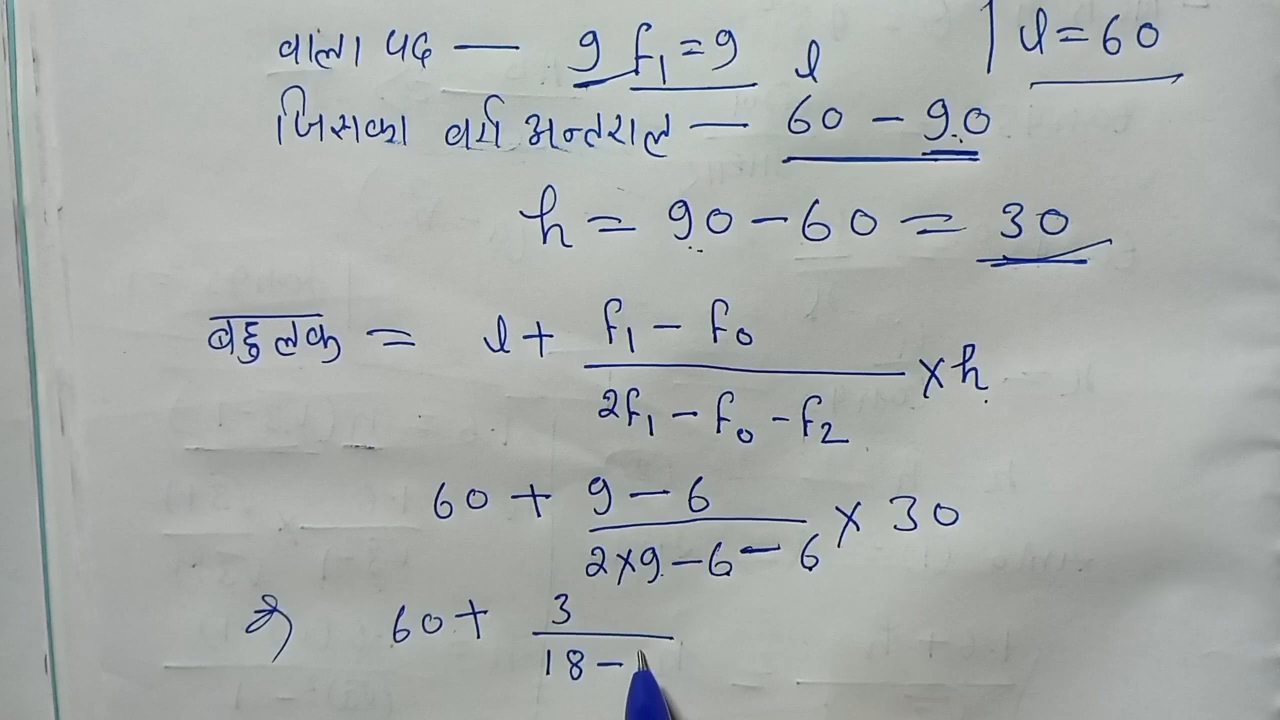 वाला पद — 9 f₁ = 9 l | l = 60
जिसका वर्ग अन्तराल — 60 – 90
h = 90 – 60 = 30
बहुलक = l + (f₁ – f₀) / (2f₁ – f₀ – f₂) × h
60 + (9 – 6) / (2×9 – 6 – 6) × 30
⇒ 60 + 3 / (18 –